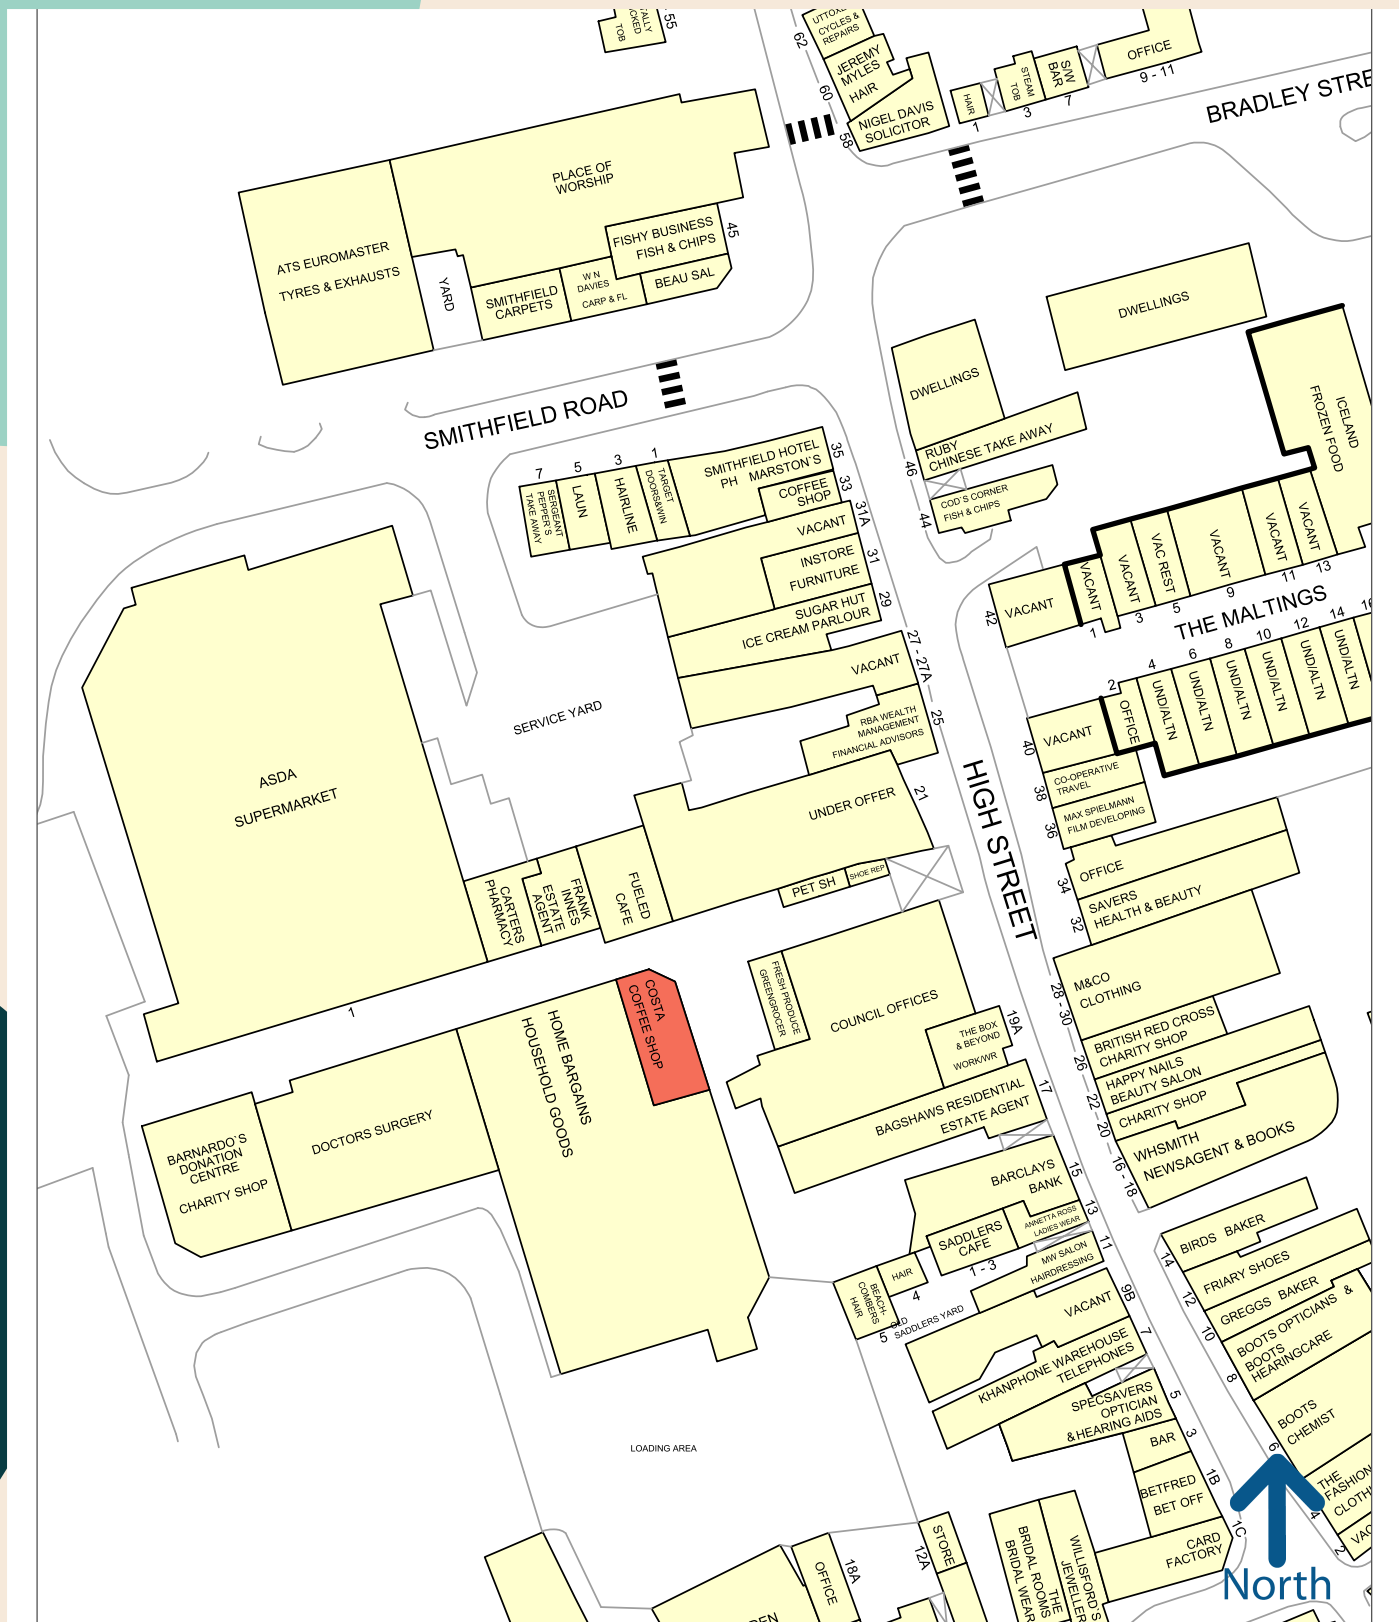 TOB
55
62
UTTOX
CYCLES &
REPAIRS
JEREMY
MYLES
HAIR
60
NIGEL DAVIS
SOLICITOR
58
HAIR
1
STEAM
TOB
3
S/W
BAR
7
OFFICE
9 - 11
BRADLEY STRE
PLACE OF
WORSHIP
ATS EUROMASTER
TYRES & EXHAUSTS
YARD
FISHY BUSINESS
FISH & CHIPS
45
SMITHFIELD
CARPETS
W N
DAVIES
CARP & FL
BEAU SAL
DWELLINGS
DWELLINGS
RUBY
CHINESE TAKE AWAY
46
COD`S CORNER
FISH & CHIPS
44
ICELAND
FROZEN FOOD
SMITHFIELD ROAD
7
5
3
1
SERGEANT
PEPPER`S
TAKE AWAY
LAUN
HAIRLINE
TARGET
DOORS&WIN
SMITHFIELD HOTEL
PH MARSTON`S
35
COFFEE
SHOP
33
VACANT
31A
INSTORE
FURNITURE
31
SUGAR HUT
ICE CREAM PARLOUR
29
VACANT
27 - 27A
RBA WEALTH
MANAGEMENT
FINANCIAL ADVISORS
25
UNDER OFFER
21
VACANT
42
VACANT
1
VACANT
3
VAC REST
5
VACANT
9
VACANT
11
VACANT
13
THE MALTINGS
2
4
6
8
10
12
14
16
OFFICE
UND/ALTN
UND/ALTN
UND/ALTN
UND/ALTN
UND/ALTN
UND/ALTN
VACANT
40
CO-OPERATIVE
TRAVEL
38
MAX SPIELMANN
FILM DEVELOPING
36
OFFICE
34
SAVERS
HEALTH & BEAUTY
32
HIGH STREET
SERVICE YARD
ASDA
SUPERMARKET
1
CARTERS
PHARMACY
FRANK
INNES
ESTATE
AGENT
FUELED
CAFE
PET SH
SHOE REP
M&CO
CLOTHING
28 - 30
BRITISH RED CROSS
CHARITY SHOP
26
HAPPY NAILS
BEAUTY SALON
22
CHARITY SHOP
20
WHSMITH
NEWSAGENT & BOOKS
16 - 18
COSTA
COFFEE SHOP
HOME BARGAINS
HOUSEHOLD GOODS
DOCTORS SURGERY
BARNARDO`S
DONATION
CENTRE
CHARITY SHOP
FRESH PRODUCE
GREENGROCER
COUNCIL OFFICES
THE BOX
& BEYOND
WORK/WR
19A
BAGSHAWS RESIDENTIAL
ESTATE AGENT
17
BARCLAYS
BANK
15
SADDLERS
CAFE
1 - 3
ANNETTA ROSS
LADIES WEAR
13
MW SALON
HAIRDRESSING
11
HAIR
4
BEACH-
COMBERS
HAIR
5
OLD
SADDLERS YARD
VACANT
9B
KHANPHONE WAREHOUSE
TELEPHONES
7
SPECSAVERS
OPTICIAN
& HEARING AIDS
5
BAR
3
BETFRED
BET OFF
1B
CARD
FACTORY
1C
BIRDS BAKER
14
FRIARY SHOES
12
GREGGS BAKER
10
BOOTS OPTICIANS &
BOOTS
HEARINGCARE
8
BOOTS
CHEMIST
6
THE
FASHION
CLOTHI
4
VAC
2
LOADING AREA
STORE
12A
OFFICE
18A
BRIDAL ROOMS
BRIDAL WEAR
THE
WILLISFORD`S
JEWELLER
North